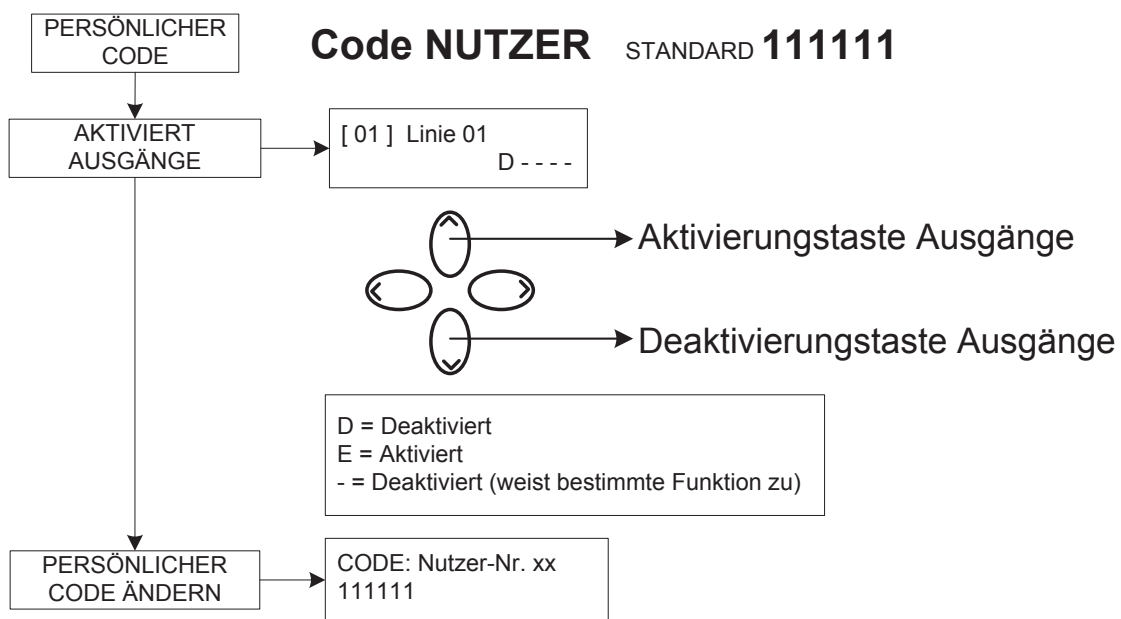 PERSÖNLICHER
CODE
Code NUTZER STANDARD 111111
AKTIVIERT
AUSGÄNGE
[ 01 ] Linie 01
D - - - -
Aktivierungstaste Ausgänge
Deaktivierungstaste Ausgänge
D = Deaktiviert
E = Aktiviert
- = Deaktiviert (weist bestimmte Funktion zu)
PERSÖNLICHER
CODE ÄNDERN
CODE: Nutzer-Nr. xx
111111